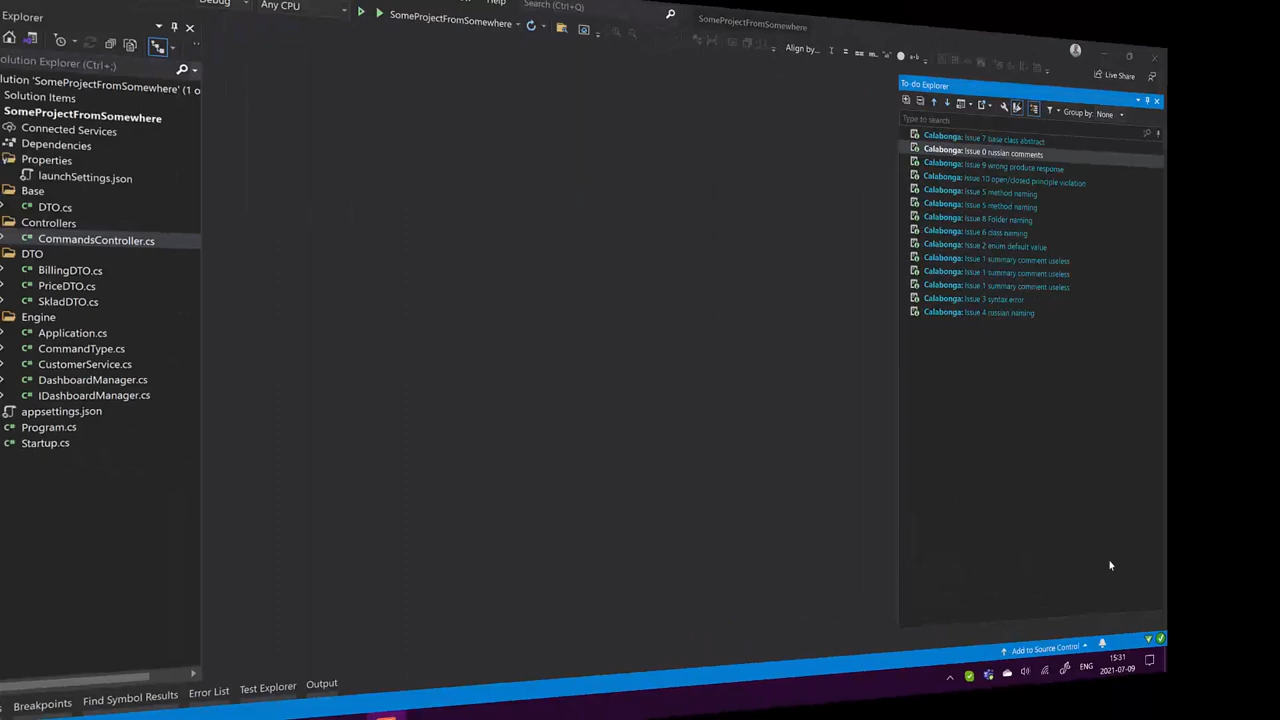 Debug
Any CPU
SomeProjectFromSomewhere
Search (Ctrl+Q)
SomeProjectFromSomewhere
Align by...
Live Share
Explorer
olution Explorer (Ctrl+;)
olution 'SomeProjectFromSomewhere' (1 o
Solution Items
SomeProjectFromSomewhere
Connected Services
Dependencies
Properties
launchSettings.json
Base
DTO.cs
Controllers
CommandsController.cs
DTO
BillingDTO.cs
PriceDTO.cs
SkladDTO.cs
Engine
Application.cs
CommandType.cs
CustomerService.cs
DashboardManager.cs
IDashboardManager.cs
appsettings.json
Program.cs
Startup.cs
To-do Explorer
Group by: None
Type to search
Calabonga: Issue 7 base class abstract
Calabonga: Issue 0 russian comments
Calabonga: Issue 9 wrong produce response
Calabonga: Issue 10 open/closed principle violation
Calabonga: Issue 5 method naming
Calabonga: Issue 5 method naming
Calabonga: Issue 8 Folder naming
Calabonga: Issue 6 class naming
Calabonga: Issue 2 enum default value
Calabonga: Issue 1 summary comment useless
Calabonga: Issue 1 summary comment useless
Calabonga: Issue 1 summary comment useless
Calabonga: Issue 3 syntax error
Calabonga: Issue 4 russian naming
Breakpoints
Find Symbol Results
Error List
Test Explorer
Output
Add to Source Control
ENG
15:31
2021-07-09